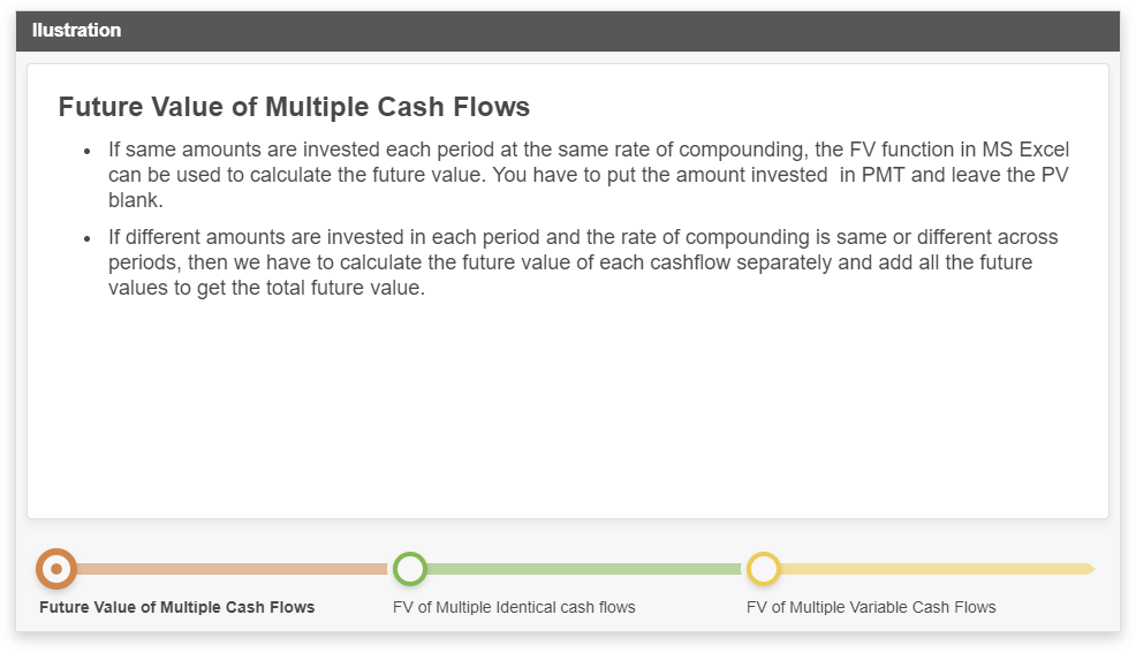 Ilustration
Future Value of Multiple Cash Flows
• If same amounts are invested each period at the same rate of compounding, the FV function in MS Excel
can be used to calculate the future value. You have to put the amount invested  in PMT and leave the PV
blank.
• If different amounts are invested in each period and the rate of compounding is same or different across
periods, then we have to calculate the future value of each cashflow separately and add all the future
values to get the total future value.
Future Value of Multiple Cash Flows
FV of Multiple Identical cash flows
FV of Multiple Variable Cash Flows